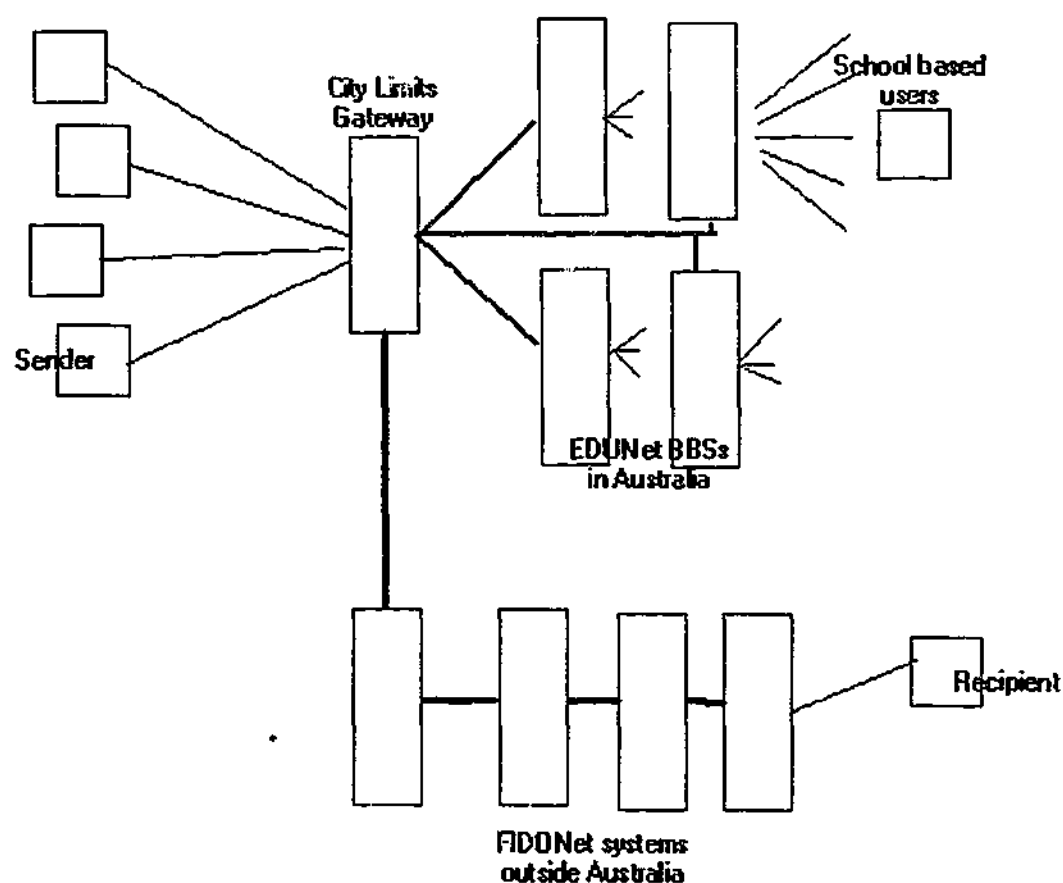 City Limits
Gateway
School based
users
Sender
EDUNet BBSs
in Australia
Recipient
FIDONet systems
outside Australia